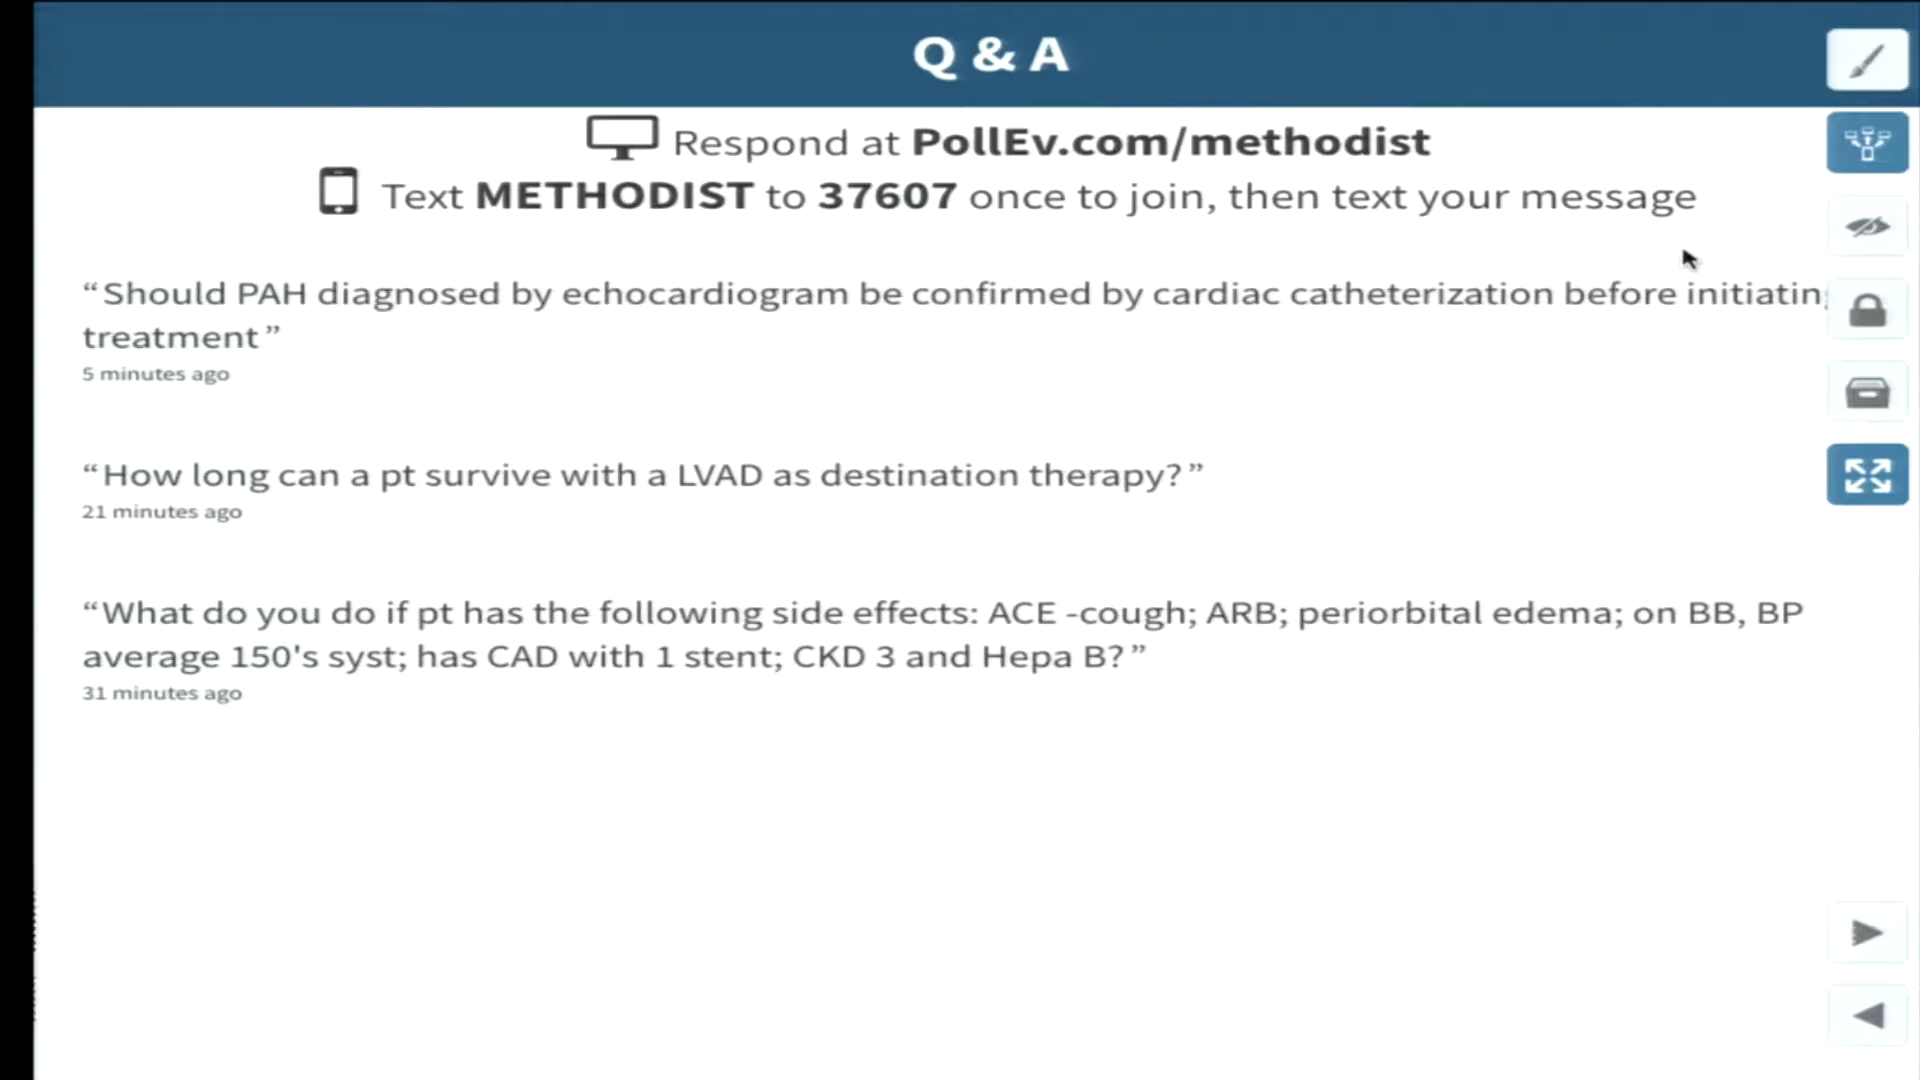 Q & A
Respond at PollEv.com/methodist
Text METHODIST to 37607 once to join, then text your message
“Should PAH diagnosed by echocardiogram be confirmed by cardiac catheterization before initiating
treatment”
5 minutes ago
“How long can a pt survive with a LVAD as destination therapy?”
21 minutes ago
“What do you do if pt has the following side effects: ACE -cough; ARB; periorbital edema; on BB, BP
average 150's syst; has CAD with 1 stent; CKD 3 and Hepa B?”
31 minutes ago